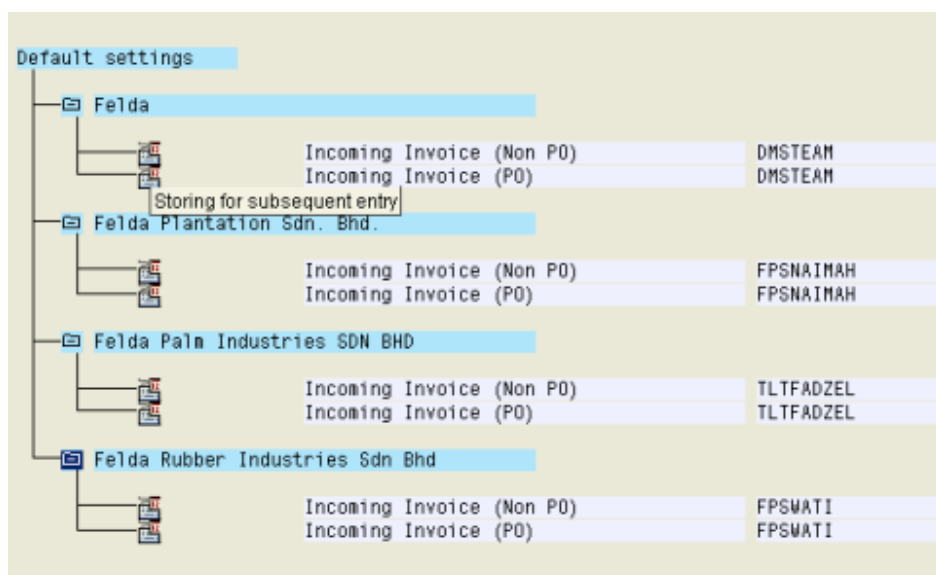 Default settings
Felda
Incoming Invoice (Non PO) DMSTEAM
Incoming Invoice (PO) DMSTEAM
Storing for subsequent entry
Felda Plantation Sdn. Bhd.
Incoming Invoice (Non PO) FPSNAIMAH
Incoming Invoice (PO) FPSNAIMAH
Felda Palm Industries SDN BHD
Incoming Invoice (Non PO) TLTFADZEL
Incoming Invoice (PO) TLTFADZEL
Felda Rubber Industries Sdn Bhd
Incoming Invoice (Non PO) FPSWATI
Incoming Invoice (PO) FPSWATI